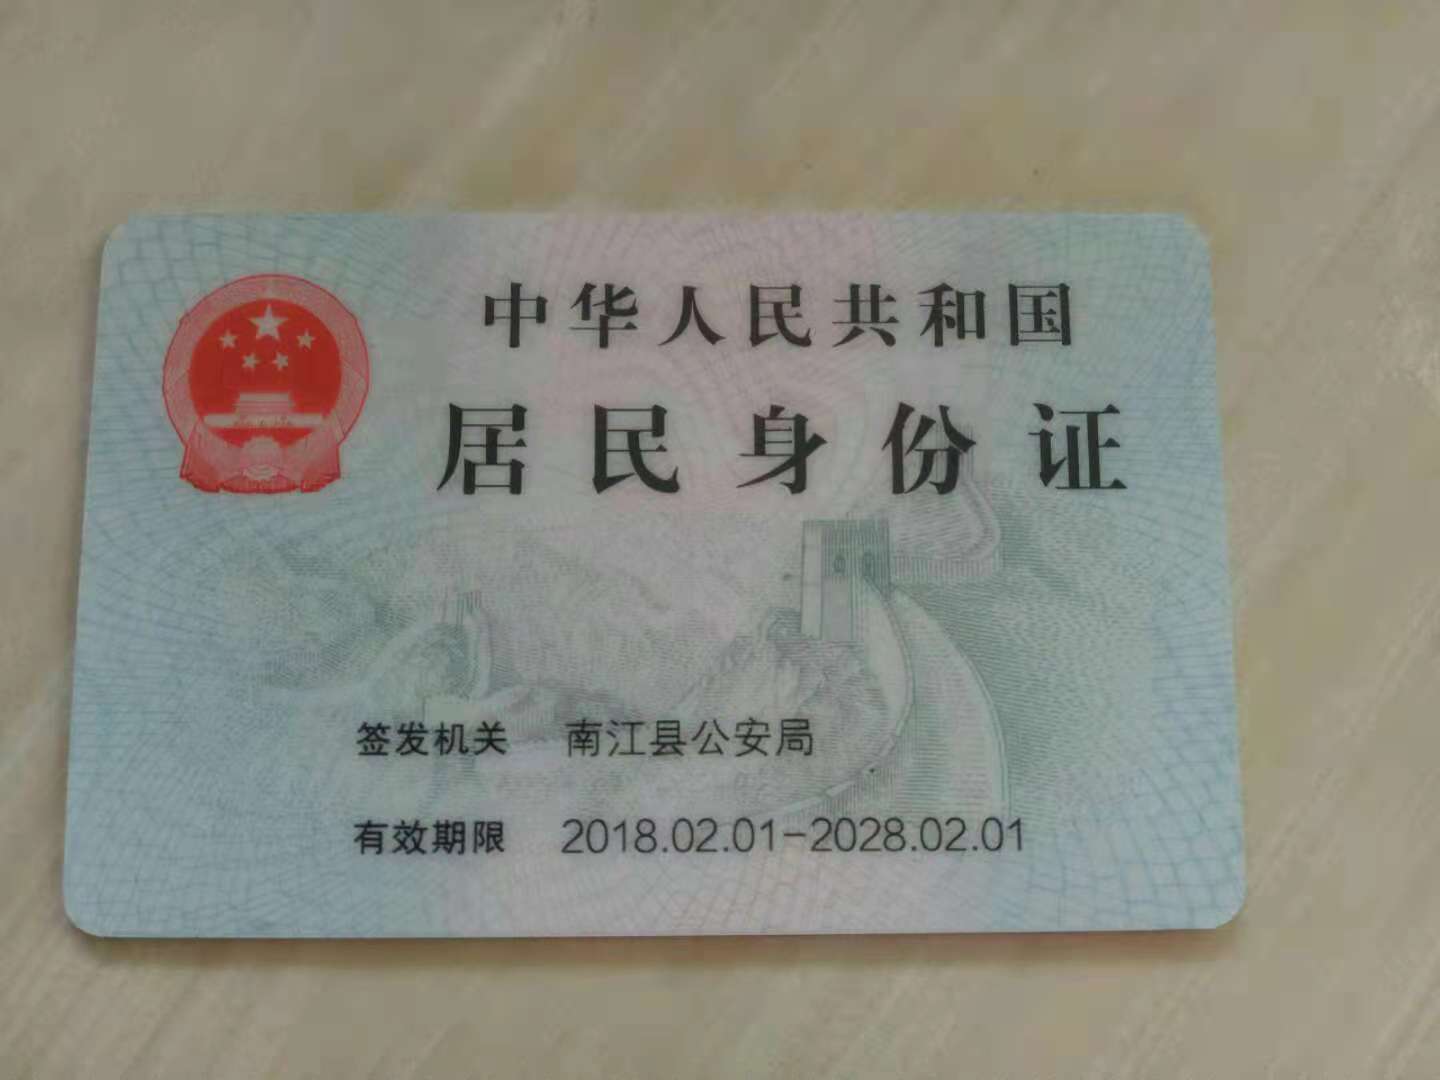 中华人民共和国
居民身份证
签发机关 南江县公安局
有效期限 2018.02.01-2028.02.01